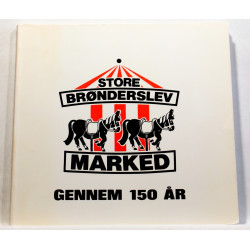 STORE
BRØNDERSLEV
MARKED
GENNEM 150 ÅR